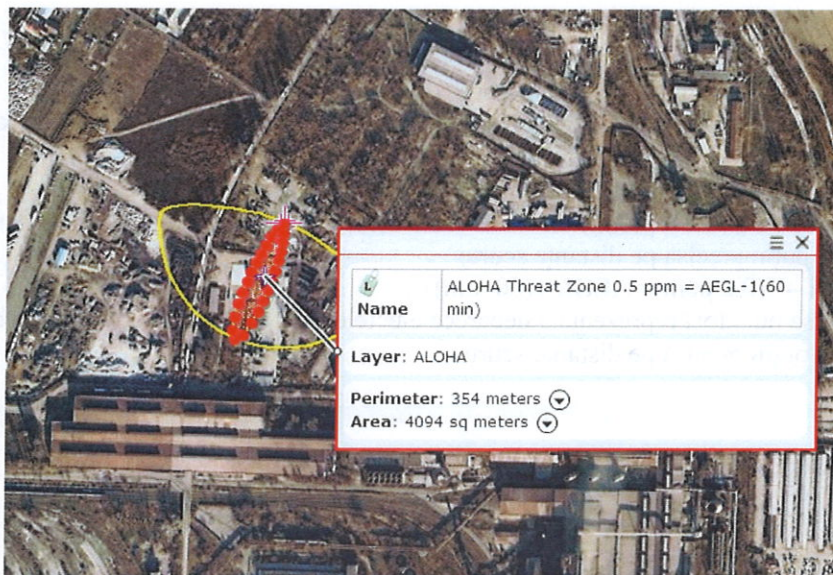 L
Name
ALOHA Threat Zone 0.5 ppm = AEGL-1(60
min)
Layer: ALOHA
Perimeter: 354 meters
Area: 4094 sq meters